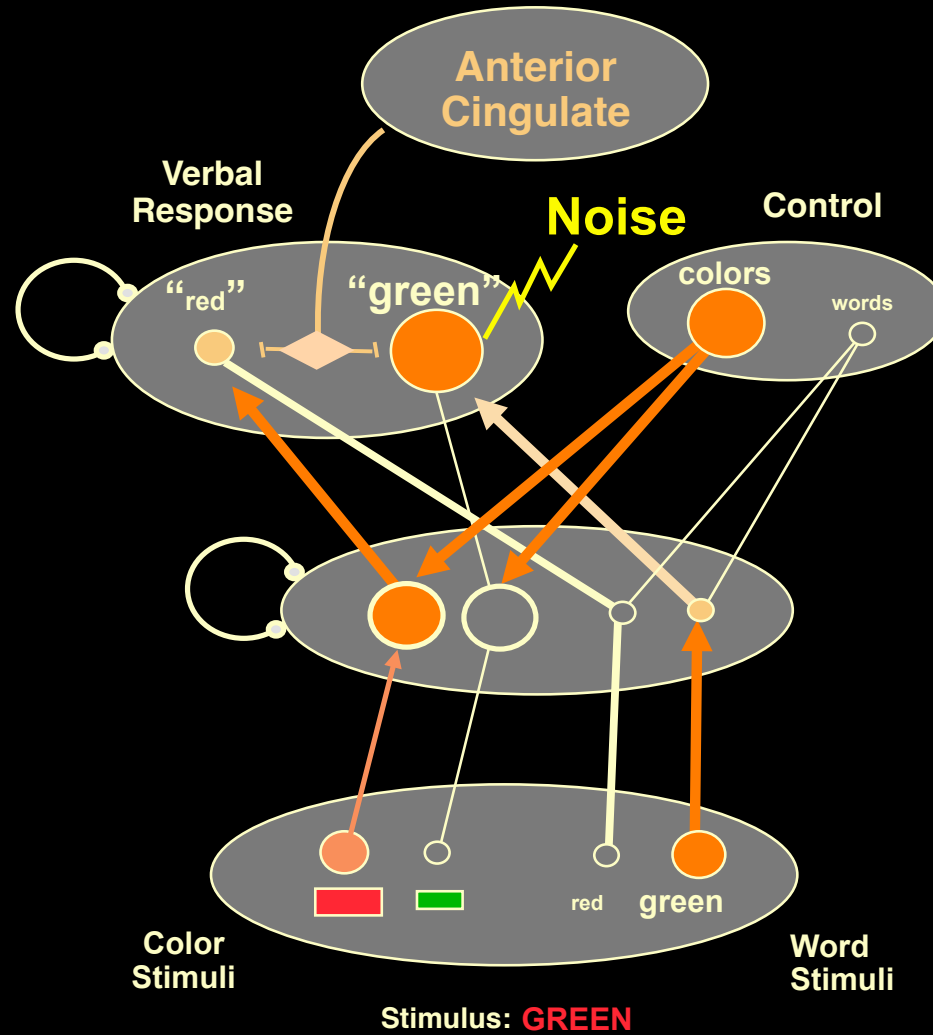 Anterior
Cingulate
Verbal
Response
Noise
Control
“red”
“green”
colors
words
red
green
Color
Stimuli
Word
Stimuli
Stimulus: GREEN